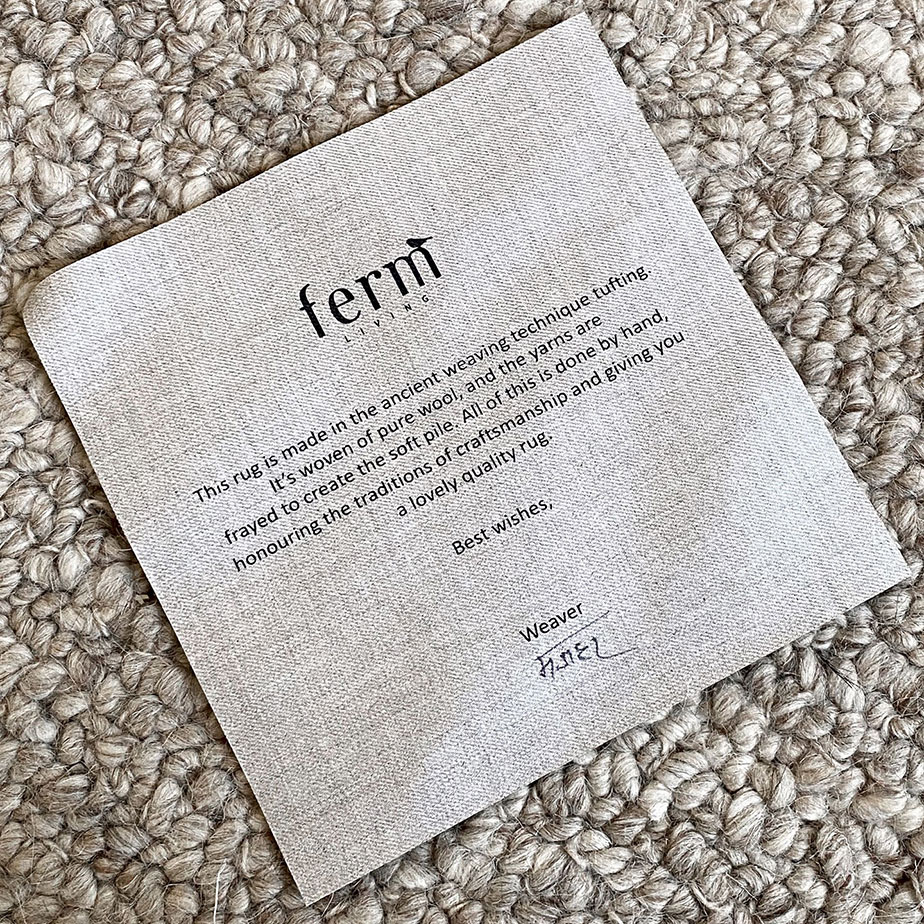 ferm
LIVING
This rug is made in the ancient weaving technique tufting.
It's woven of pure wool, and the yarns are
frayed to create the soft pile. All of this is done by hand,
honouring the traditions of craftsmanship and giving you
a lovely quality rug.
Best wishes,
Weaver